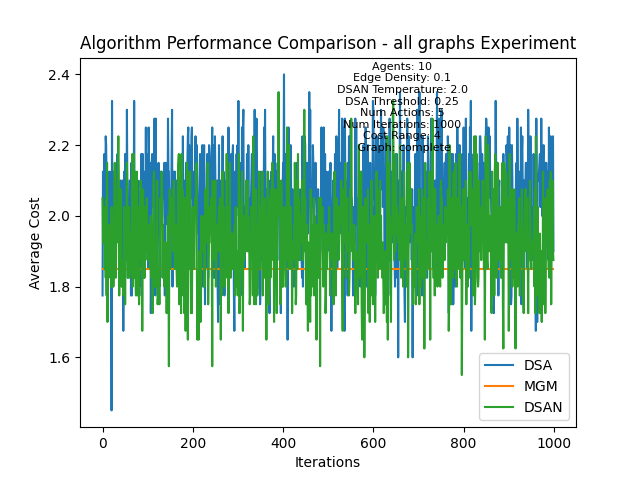 Algorithm Performance Comparison - all graphs Experiment
Agents: 10
Edge Density: 0.1
DSAN Temperature: 2.0
DSA Threshold: 0.25
Num Actions: 5
Num Iterations: 1000
Cost Range: 4
Graph: complete
Average Cost
2.4
2.2
2.0
1.8
1.6
0
200
400
600
800
1000
Iterations
DSA
MGM
DSAN